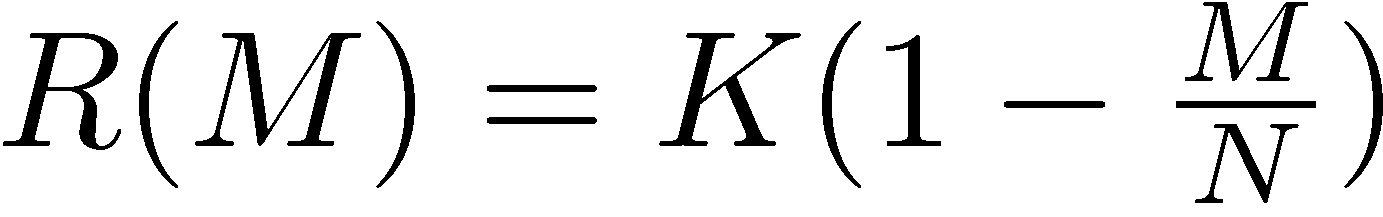 R(M) = K(1 − M/N)